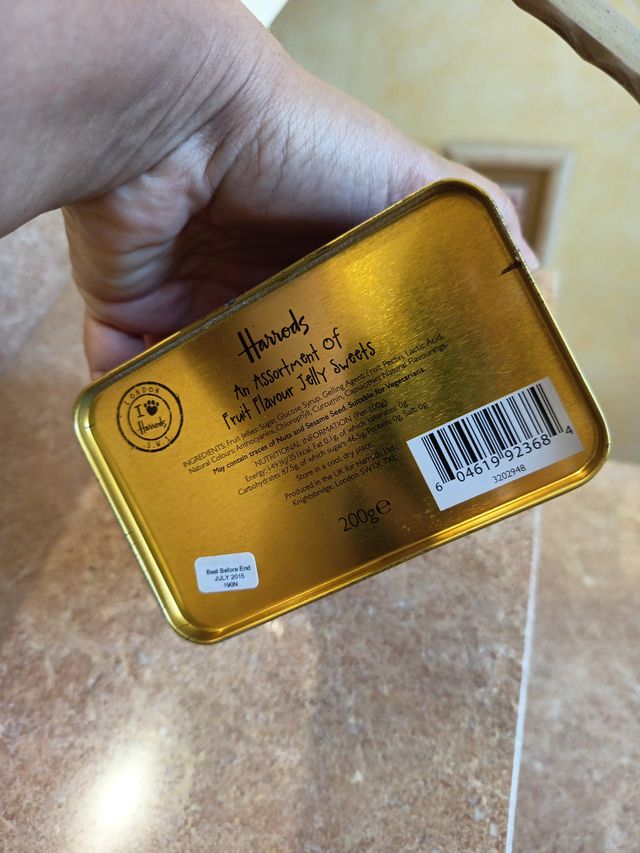 Harrods
An Assortment Of
Fruit Flavour Jelly Sweets
INGREDIENTS: Fruit Jellies: Sugar, Glucose Syrup, Gelling Agent: Fruit Pectin, Lactic Acid,
Natural Colours: Anthocyanin, Chlorophyll, Curcumin, Capsanthin; Natural Flavourings.
May contain traces of Nuts and Sesame Seed. Suitable for Vegetarians.
NUTRITIONAL INFORMATION (Per 100g):
Energy: 1493kJ/351kcal, Fat 0.1g of which saturates: 0g,
Carbohydrates: 87.5g of which sugars 46.5g, Protein: 0g, Salt: 0g.
Store in a cool, dry place.
Produced in the UK for Harrods Ltd.,
Knightsbridge, London SW1X 7XL.
200g e
LONDON
I
Harrods
S.W.1
6 04619 92368 4
3202948
Best Before End
JULY 2015
190N